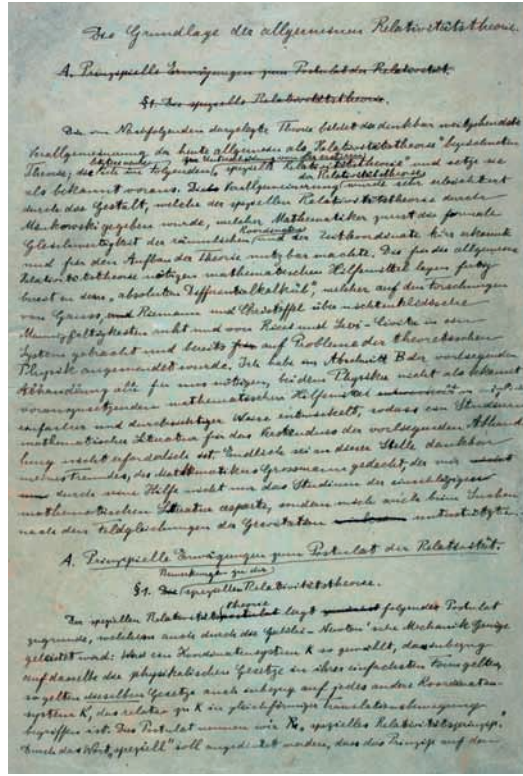 Die Grundlage der allgemeinen Relativitätstheorie.
A. Prinzipielle Erwägungen zum Postulat der Relativität.
§1. Die spezielle Relativitätstheorie.
Die im Nachfolgenden dargelegte Theorie bildet die denkbar weitgehendste
Verallgemeinerung der heute allgemein als „Relativitätstheorie" bezeichneten
Theorie; die im folgenden „spezielle Relativitätstheorie" und setze sie
als bekannt voraus. Die Verallgemeinerung der Relativitätstheorie wurde sehr erleichtert
durch die Gestalt, welche der speziellen Relativitätstheorie durch
Minkowski gegeben wurde, welcher Mathematiker zuerst die formale
Gleichwertigkeit der räumlichen Koordinaten und der Zeitkoordinate klar erkannte
und für den Aufbau der Theorie nutzbar machte. Die für die allgemeine
Relativitätstheorie nötigen mathematischen Hilfsmittel lagen fertig
bereit in dem „absoluten Differentialkalkül", welcher auf den Forschungen
von Gauss, Riemann und Christoffel über nichteuklidische
Mannigfaltigkeiten ruht und von Ricci und Levi-Civita in ein
System gebracht und bereits auf Probleme der theoretischen
Physik angewendet wurde. Ich habe im Abschnitt B der vorliegenden
Abhandlung alle für uns nötigen, bei dem Physiker nicht als bekannt
vorauszusetzenden mathematischen Hilfsmittel entwickelt in
einfacher und durchsichtiger Weise entwickelt, sodass ein Studium
mathematischer Literatur für das Verständnis der vorliegenden Abhand-
lung nicht erforderlich ist. Endlich sei an dieser Stelle dankbar
meines Freundes, des Mathematikers Grossmann gedacht, der mir
durch seine Hilfe nicht nur das Studium der einschlägigen
mathematischen Literatur ersparte, sondern mich auch beim Suchen
nach den Feldgleichungen der Gravitation unterstützte.
A. Prinzipielle Erwägungen zum Postulat der Relativität.
§1. Bemerkungen zu der speziellen Relativitätstheorie.
Der speziellen Relativitätstheorie liegt folgendes Postulat
zugrunde, welchem auch durch die Galilei-Newton'sche Mechanik Genüge
geleistet wird: Wird ein Koordinatensystem K so gewählt, dass inbezug
auf dasselbe die physikalischen Gesetze in ihrer einfachsten Form gelten,
so gelten dieselben Gesetze auch inbezug auf jedes andere Koordinaten-
system K', das relativ zu K in gleichförmiger Translationsbewegung
begriffen ist. Dies Postulat nennen wir „spezielles Relativitätsprinzip."
Durch das Wort „speziell" soll angedeutet werden, dass das Prinzip auf den